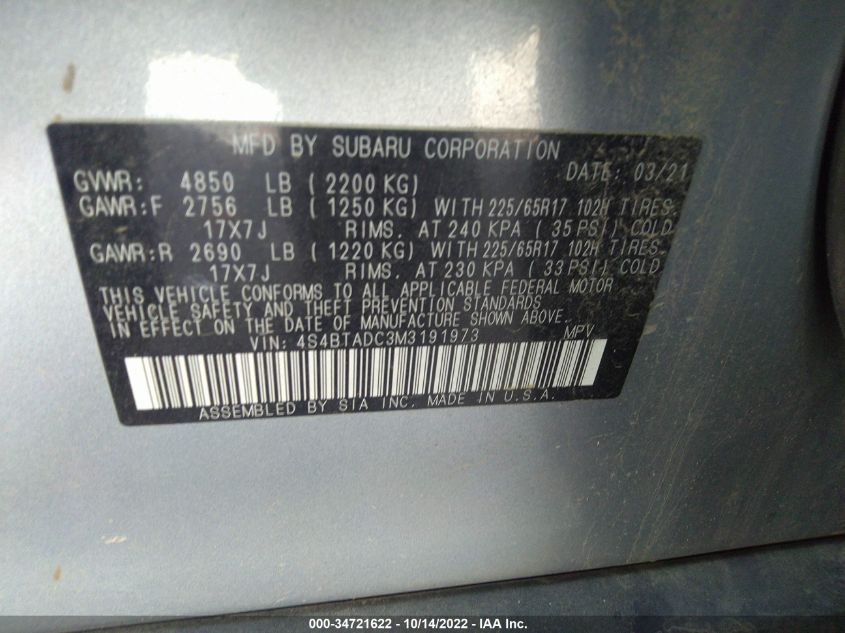 MFD BY SUBARU CORPORATION
DATE: 03/21
GVWR: 4850 LB (2200 KG)
GAWR:F 2756 LB (1250 KG) WITH 225/65R17 102H TIRES
17X7J RIMS. AT 240 KPA (35 PSI) COLD
GAWR:R 2690 LB (1220 KG) WITH 225/65R17 102H TIRES.
17X7J RIMS. AT 230 KPA (33 PSI) COLD
THIS VEHICLE CONFORMS TO ALL APPLICABLE FEDERAL MOTOR
VEHICLE SAFETY AND THEFT PREVENTION STANDARDS
IN EFFECT ON THE DATE OF MANUFACTURE SHOWN ABOVE.
VIN: 4S4BTADC3M3191973 MPV
ASSEMBLED BY SIA INC. MADE IN U.S.A.
000-34721622 - 10/14/2022 - IAA Inc.